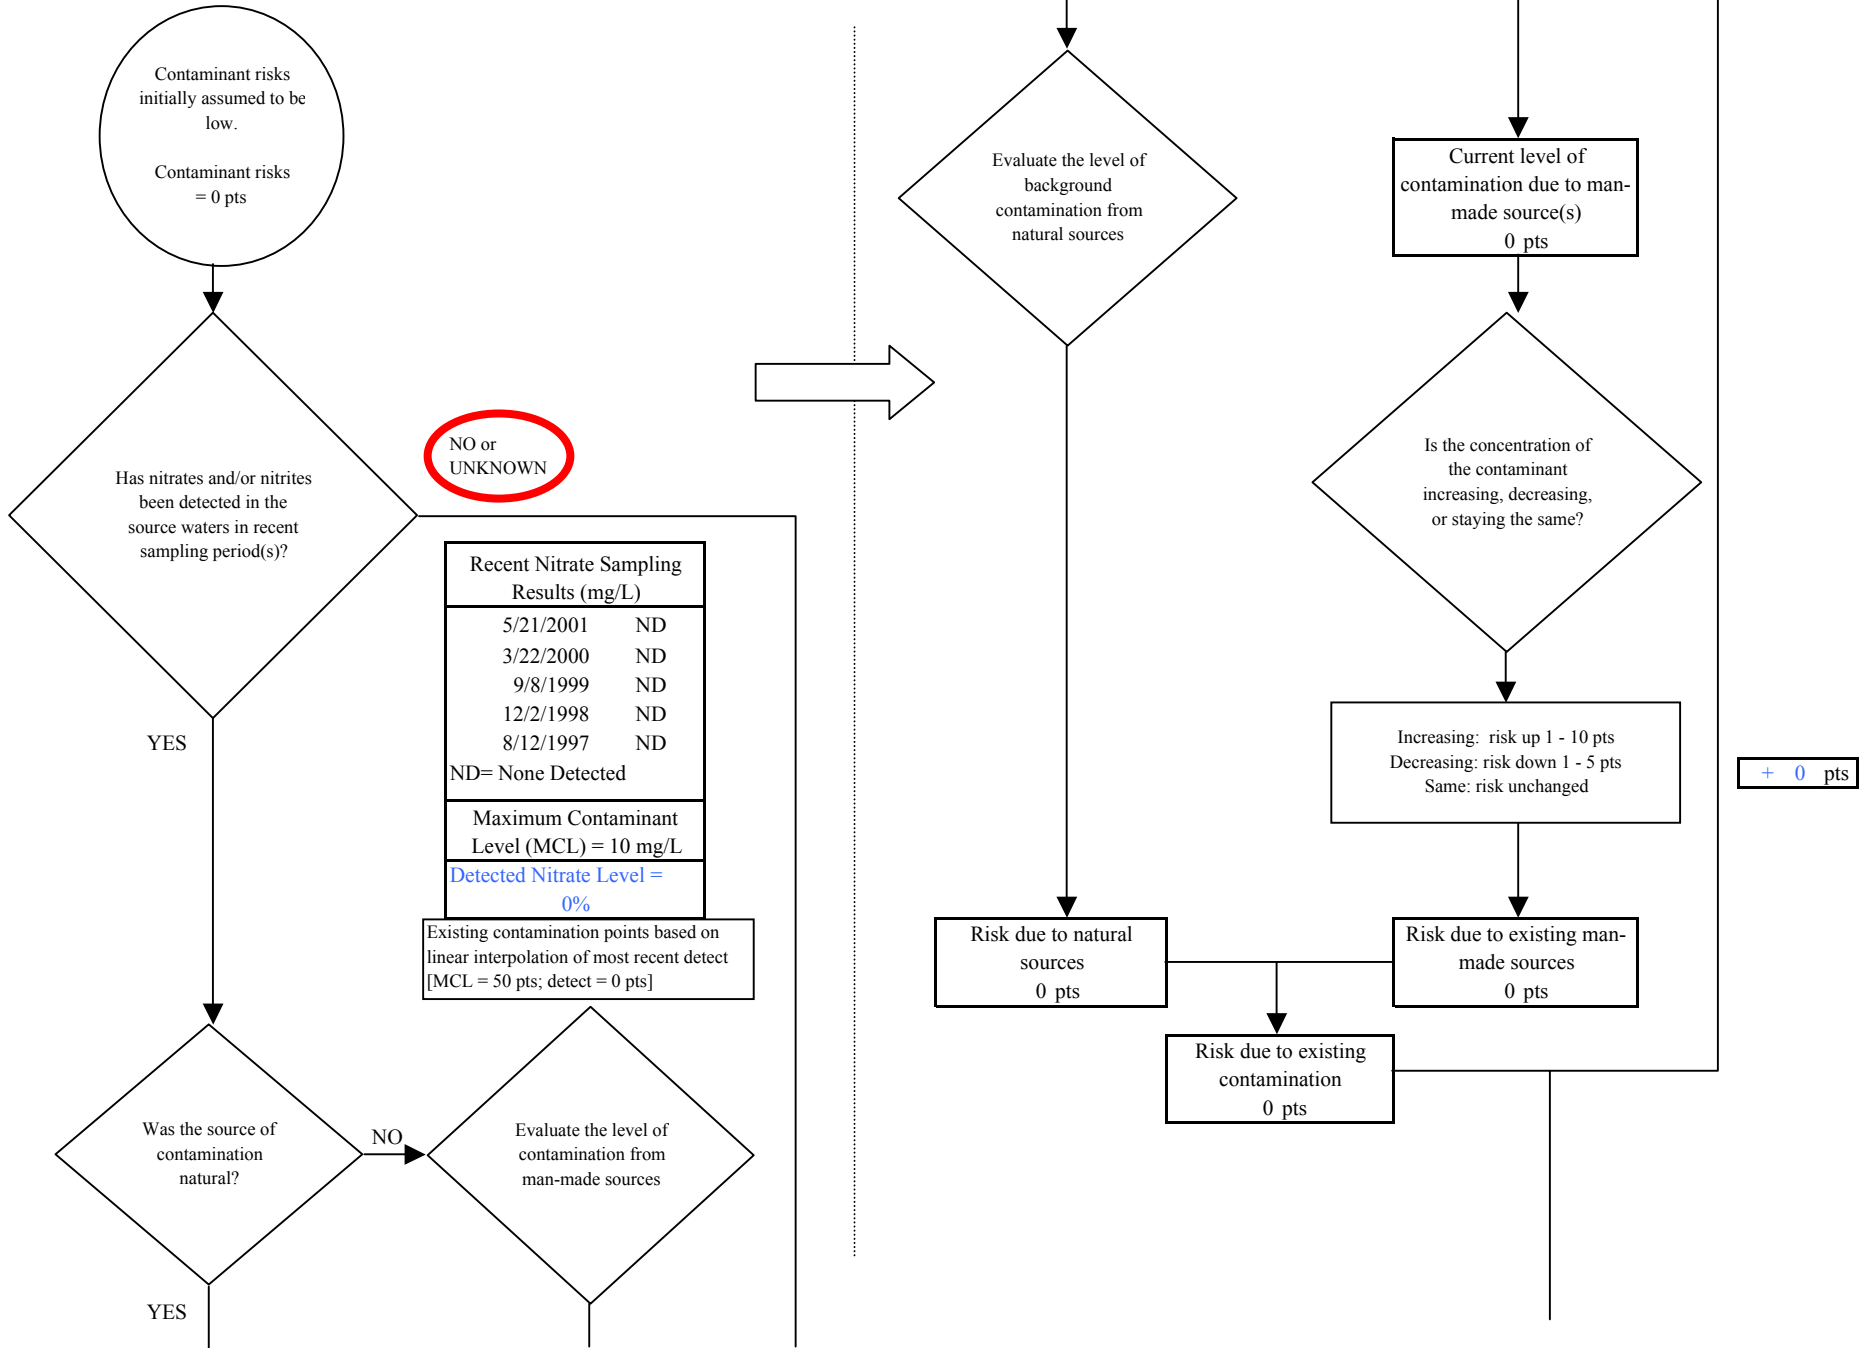 Contaminant risks
initially assumed to be
low.
Contaminant risks
= 0 pts
Has nitrates and/or nitrites
been detected in the
source waters in recent
sampling period(s)?
NO or
UNKNOWN
YES
Recent Nitrate Sampling
Results (mg/L)
5/21/2001 ND
3/22/2000 ND
9/8/1999 ND
12/2/1998 ND
8/12/1997 ND
ND= None Detected
Maximum Contaminant
Level (MCL) = 10 mg/L
Detected Nitrate Level =
0%
Existing contamination points based on
linear interpolation of most recent detect
[MCL = 50 pts; detect = 0 pts]
Was the source of
contamination
natural?
NO
YES
Evaluate the level of
contamination from
man-made sources
Evaluate the level of
background
contamination from
natural sources
Current level of
contamination due to man-
made source(s)
0 pts
Is the concentration of
the contaminant
increasing, decreasing,
or staying the same?
Increasing: risk up 1 - 10 pts
Decreasing: risk down 1 - 5 pts
Same: risk unchanged
+ 0 pts
Risk due to natural
sources
0 pts
Risk due to existing man-
made sources
0 pts
Risk due to existing
contamination
0 pts